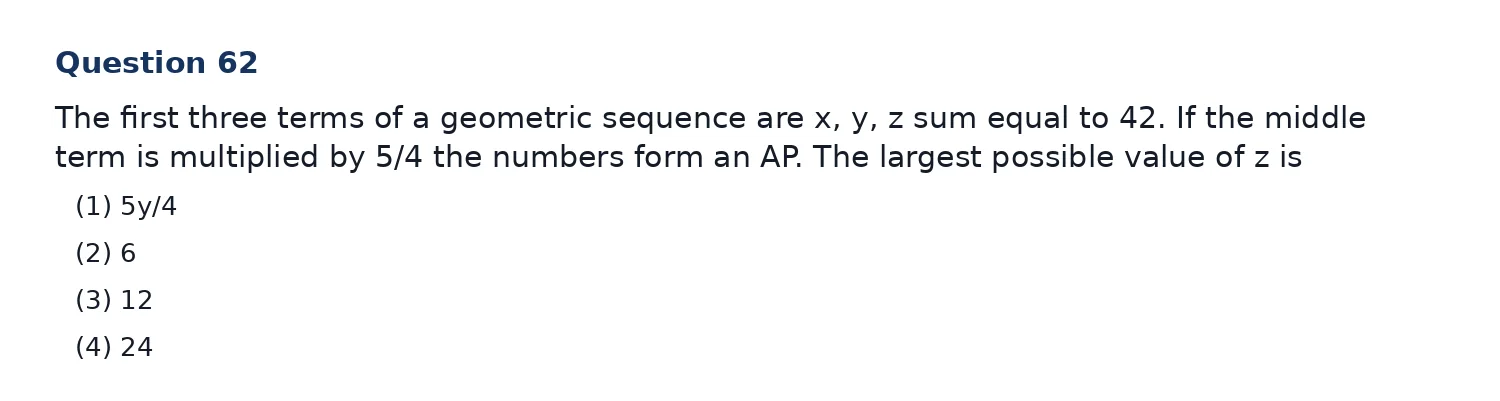 Question 62
The first three terms of a geometric sequence are x, y, z sum equal to 42. If the middle
term is multiplied by 5/4 the numbers form an AP. The largest possible value of z is
(1) 5y/4
(2) 6
(3) 12
(4) 24